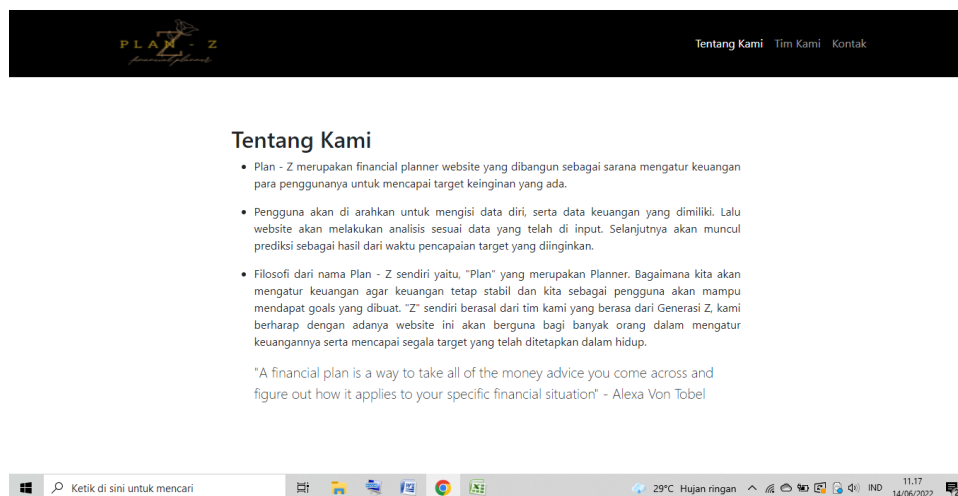 PLAN - Z
financial planner
Tentang Kami Tim Kami Kontak
Tentang Kami
Plan - Z merupakan financial planner website yang dibangun sebagai sarana mengatur keuangan
para penggunanya untuk mencapai target keinginan yang ada.
Pengguna akan di arahkan untuk mengisi data diri, serta data keuangan yang dimiliki. Lalu
website akan melakukan analisis sesuai data yang telah di input. Selanjutnya akan muncul
prediksi sebagai hasil dari waktu pencapaian target yang diinginkan.
Filosofi dari nama Plan - Z sendiri yaitu, "Plan" yang merupakan Planner. Bagaimana kita akan
mengatur keuangan agar keuangan tetap stabil dan kita sebagai pengguna akan mampu
mendapat goals yang dibuat. "Z" sendiri berasal dari tim kami yang berasa dari Generasi Z, kami
berharap dengan adanya website ini akan berguna bagi banyak orang dalam mengatur
keuangannya serta mencapai segala target yang telah ditetapkan dalam hidup.
"A financial plan is a way to take all of the money advice you come across and
figure out how it applies to your specific financial situation" - Alexa Von Tobel
Ketik di sini untuk mencari
29°C Hujan ringan
IND
11.17
14/06/2022